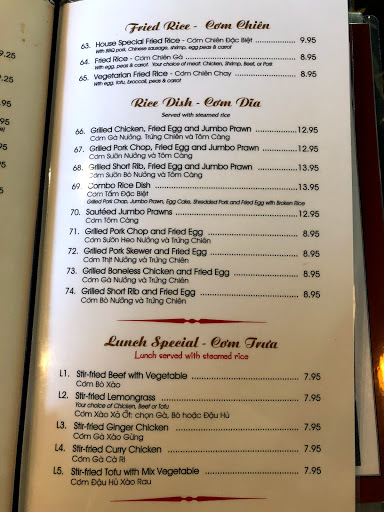 Fried Rice - Cơm Chiên
63. House Special Fried Rice - Cơm Chiên Đặc Biệt 9.95
With BBQ pork, Chinese sausage, shrimp, egg peas & carrot
64. Fried Rice - Cơm Chiên Gà 8.95
With egg, peas & carrot. Your choice of meat: Chicken, Shrimp, Beef, or Pork
65. Vegetarian Fried Rice - Cơm Chiên Chay 8.95
With egg, tofu, broccoli, peas & carrot
Rice Dish - Cơm Dĩa
Served with steamed rice
66. Grilled Chicken, Fried Egg and Jumbo Prawn 12.95
Cơm Gà Nướng, Trứng Chiên và Tôm Càng
67. Grilled Pork Chop, Fried Egg and Jumbo Prawn 12.95
Cơm Sườn Nướng và Tôm Càng
68. Grilled Short Rib, Fried Egg and Jumbo Prawn 13.95
Cơm Sườn Bò Nướng và Tôm Càng
69. Combo Rice Dish 13.95
Cơm Tấm Đặc Biệt
Grilled Pork Chop, Jumbo Prawn, Egg Cake, Shredded Pork and Fried Egg with Broken Rice
70. Sautéed Jumbo Prawns 12.95
Cơm Tôm Càng
71. Grilled Pork Chop and Fried Egg 8.95
Cơm Sườn Heo Nướng và Trứng Chiên
72. Grilled Pork Skewer and Fried Egg 8.95
Cơm Thịt Nướng và Trứng Chiên
73. Grilled Boneless Chicken and Fried Egg 8.95
Cơm Gà Nướng và Trứng Chiên
74. Grilled Short Rib and Fried Egg 8.95
Cơm Bò Nướng và Trứng Chiên
Lunch Special - Cơm Trưa
Lunch served with steamed rice
L1. Stir-fried Beef with Vegetable 7.95
Cơm Bò Xào
L2. Stir-fried Lemongrass 7.95
Your choice of Chicken, Beef or Tofu
Cơm Xào Xả Ớt: chọn Gà, Bò hoặc Đậu Hủ
L3. Stir-fried Ginger Chicken 7.95
Cơm Gà Xào Gừng
L4. Stir-fried Curry Chicken 7.95
Cơm Gà Cà Ri
L5. Stir-fried Tofu with Mix Vegetable 7.95
Cơm Đậu Hủ Xào Rau
9.25